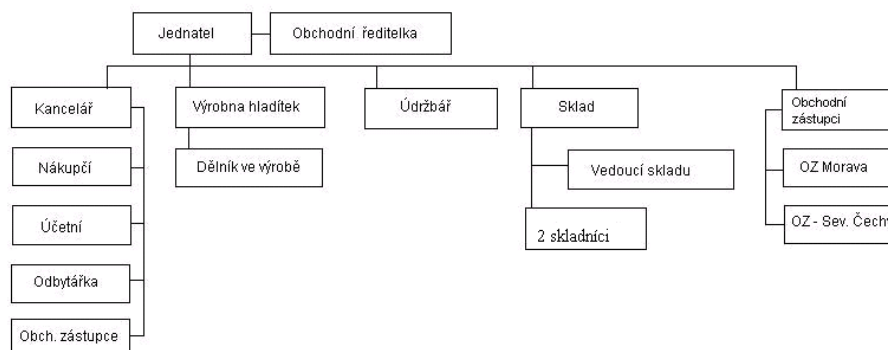 Jednatel
Obchodní ředitelka
Kancelář
Výrobna hladítek
Údržbář
Sklad
Obchodní
zástupci
Nákupčí
Dělník ve výrobě
Vedoucí skladu
OZ Morava
Účetní
2 skladníci
OZ - Sev. Čechy
Odbytářka
Obch. zástupce